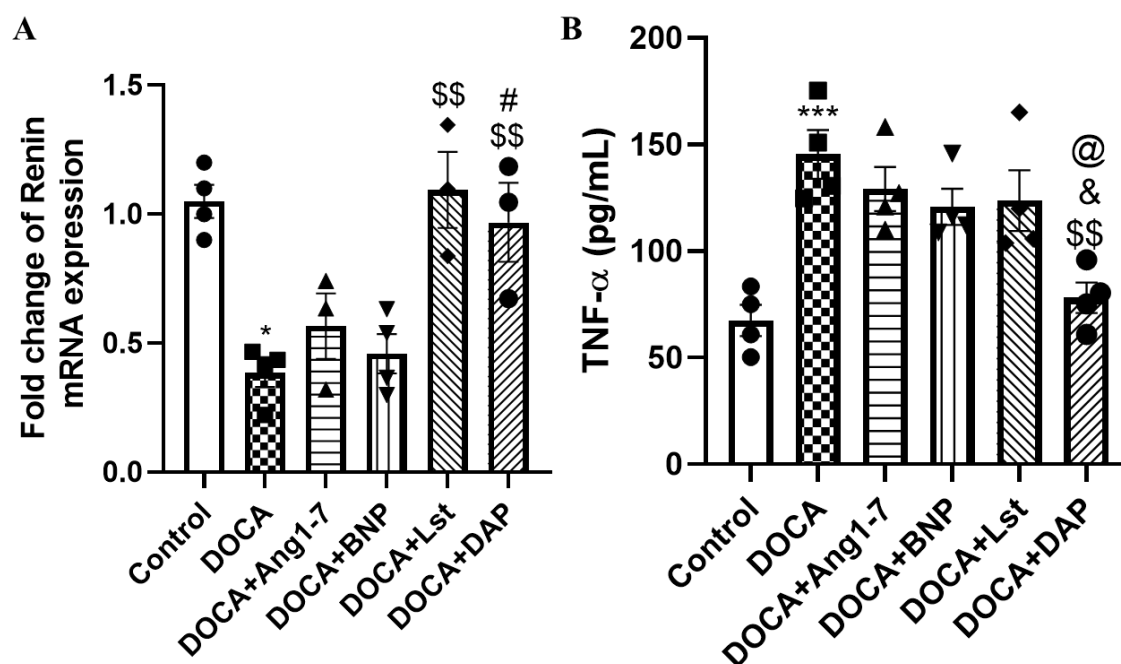 A
Fold change of Renin
mRNA expression
1.5
1.0
0.5
0.0
*
$$
#
$$
Control
DOCA
DOCA+Ang1-7
DOCA+BNP
DOCA+Lst
DOCA+DAP
B
TNF-α (pg/mL)
200
150
100
50
0
***
@
&
$$
Control
DOCA
DOCA+Ang1-7
DOCA+BNP
DOCA+Lst
DOCA+DAP